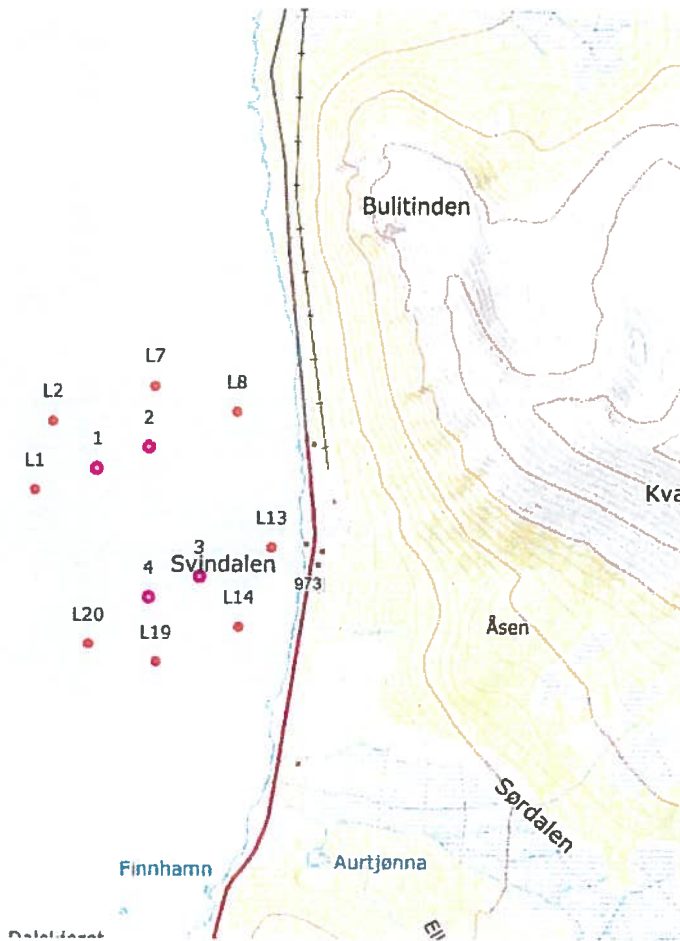 Bulitinden
L7
L2
L8
2
1
L1
Kva
L13
3
Svindalen
4
973
L14
L20
L19
Åsen
Sørdalen
Finnhamn
Aurtjønna
Ell